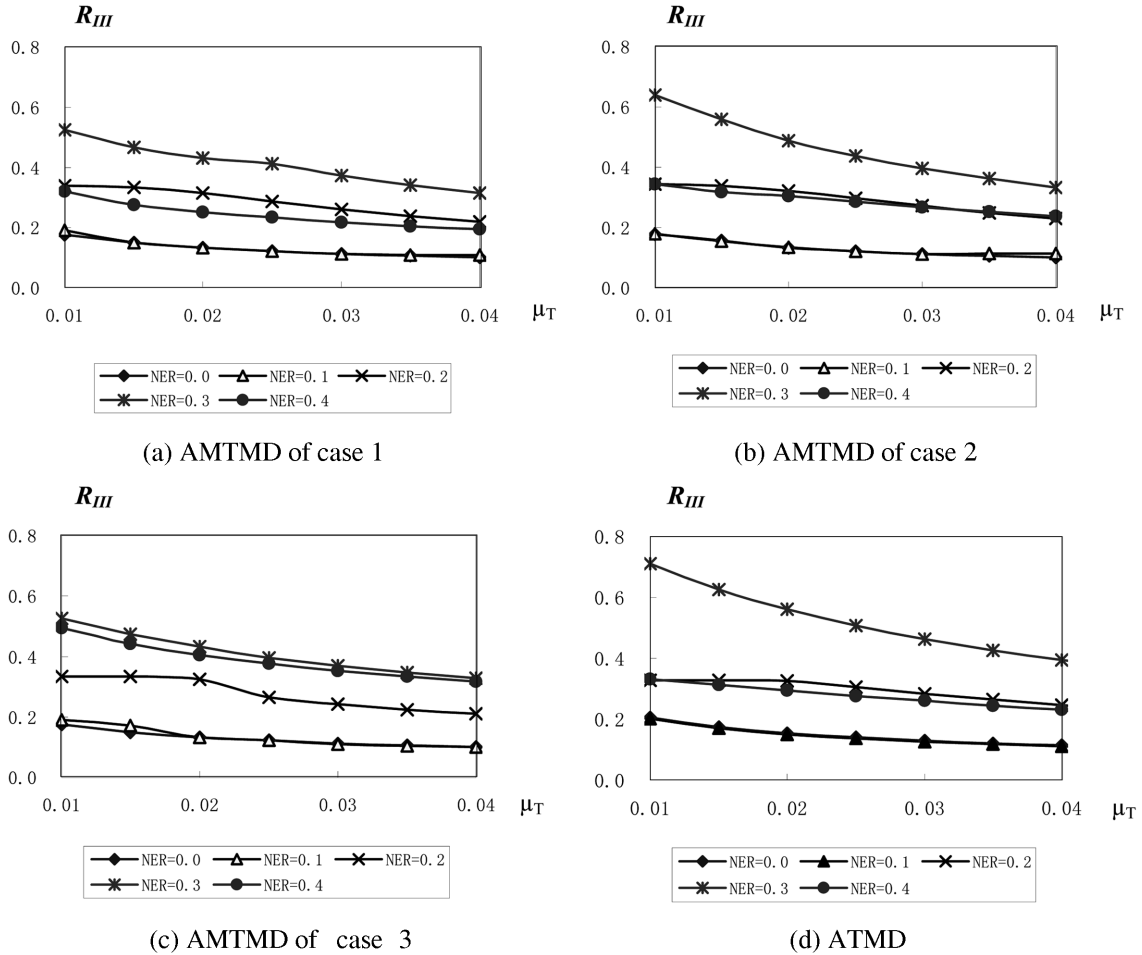 R_III R_III
0.8 0.8
0.6 0.6
0.4 0.4
0.2 0.2
0.0 0.0
0.01 0.02 0.03 0.04 μ_T 0.01 0.02 0.03 0.04 μ_T
NER=0.0 NER=0.1 NER=0.2 NER=0.0 NER=0.1 NER=0.2
NER=0.3 NER=0.4 NER=0.3 NER=0.4
(a) AMTMD of case 1 (b) AMTMD of case 2
R_III R_III
0.8 0.8
0.6 0.6
0.4 0.4
0.2 0.2
0.0 0.0
0.01 0.02 0.03 0.04 μ_T 0.01 0.02 0.03 0.04 μ_T
NER=0.0 NER=0.1 NER=0.2 NER=0.0 NER=0.1 NER=0.2
NER=0.3 NER=0.4 NER=0.3 NER=0.4
(c) AMTMD of case 3 (d) ATMD